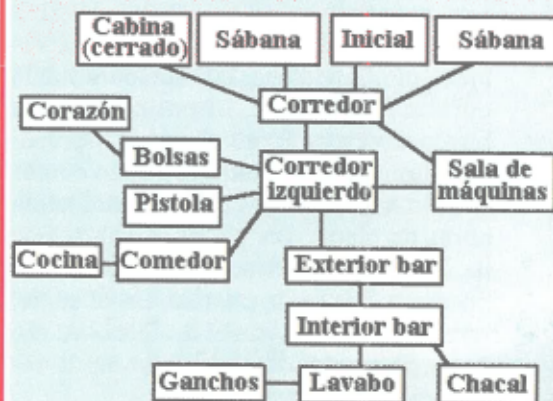 Cabina
(cerrado)
Sábana
Inicial
Sábana
Corredor
Corazón
Bolsas
Corredor
izquierdo
Sala de
máquinas
Pistola
Cocina
Comedor
Exterior bar
Interior bar
Ganchos
Lavabo
Chacal